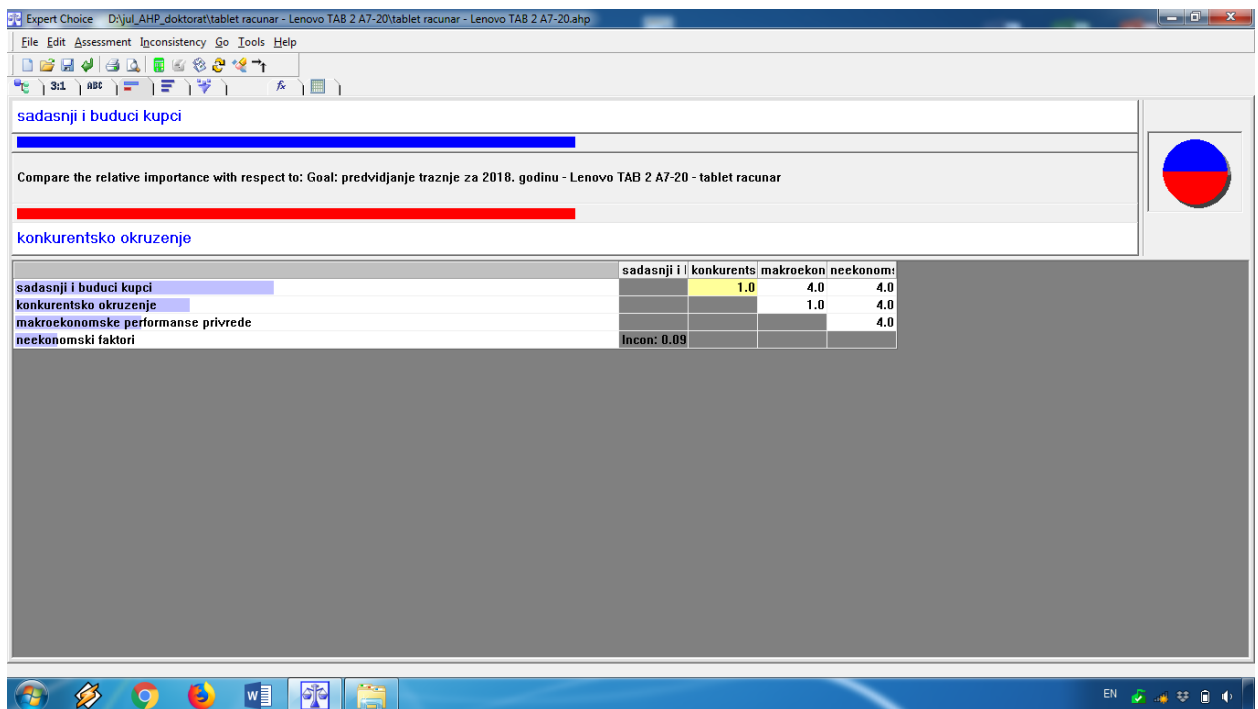 Expert Choice D:\jul_AHP_doktorat\tablet racunar - Lenovo TAB 2 A7-20\tablet racunar - Lenovo TAB 2 A7-20.ahp
File Edit Assessment Inconsistency Go Tools Help
3:1 ABC fx
sadasnji i buduci kupci
Compare the relative importance with respect to: Goal: predvidjanje traznje za 2018. godinu - Lenovo TAB 2 A7-20 - tablet racunar
konkurentsko okruzenje
sadasnji i konkurents makroekon neekonom
sadasnji i buduci kupci 1.0 4.0 4.0
konkurentsko okruzenje 1.0 4.0
makroekonomske performanse privrede 4.0
neekonomski faktori Incon: 0.09
W EN